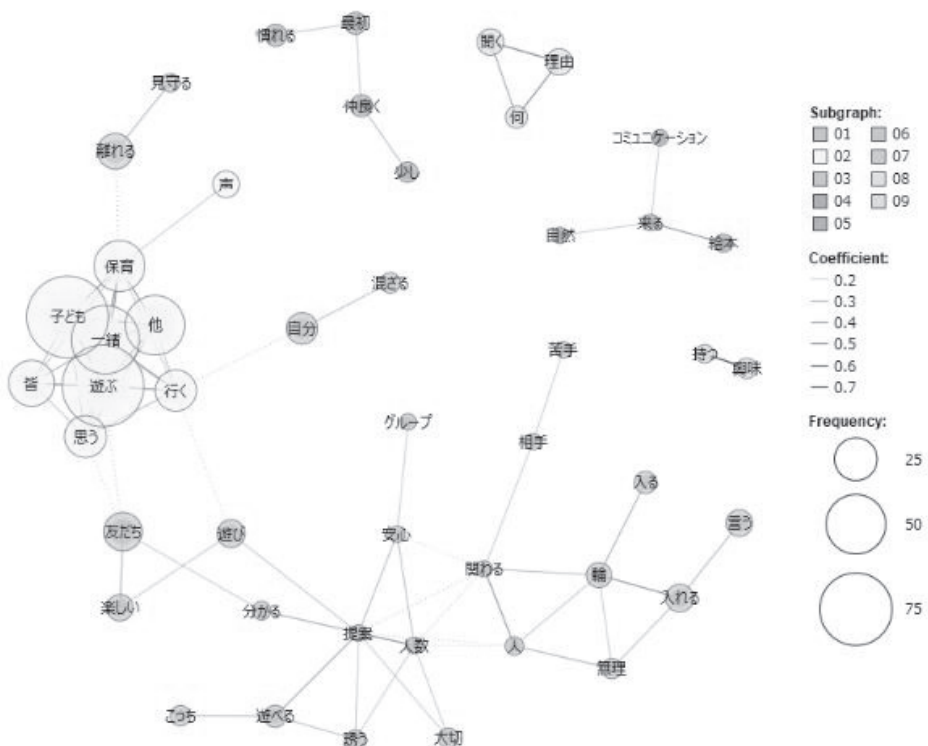 慣れる
最初
聞く
理由
見守る
仲良く
何
離れる
コミュニケーション
少し
声
自然
来る
絵本
保育
混ざる
子ども
他
自分
一緒
苦手
持つ
興味
皆
遊ぶ
行く
グループ
思う
相手
入る
友だち
遊び
安心
言う
関わる
輪
楽しい
分かる
入れる
提案
人数
人
無理
こっち
遊べる
誘う
大切
Subgraph:
01 06
02 07
03 08
04 09
05
Coefficient:
0.2
0.3
0.4
0.5
0.6
0.7
Frequency:
25
50
75